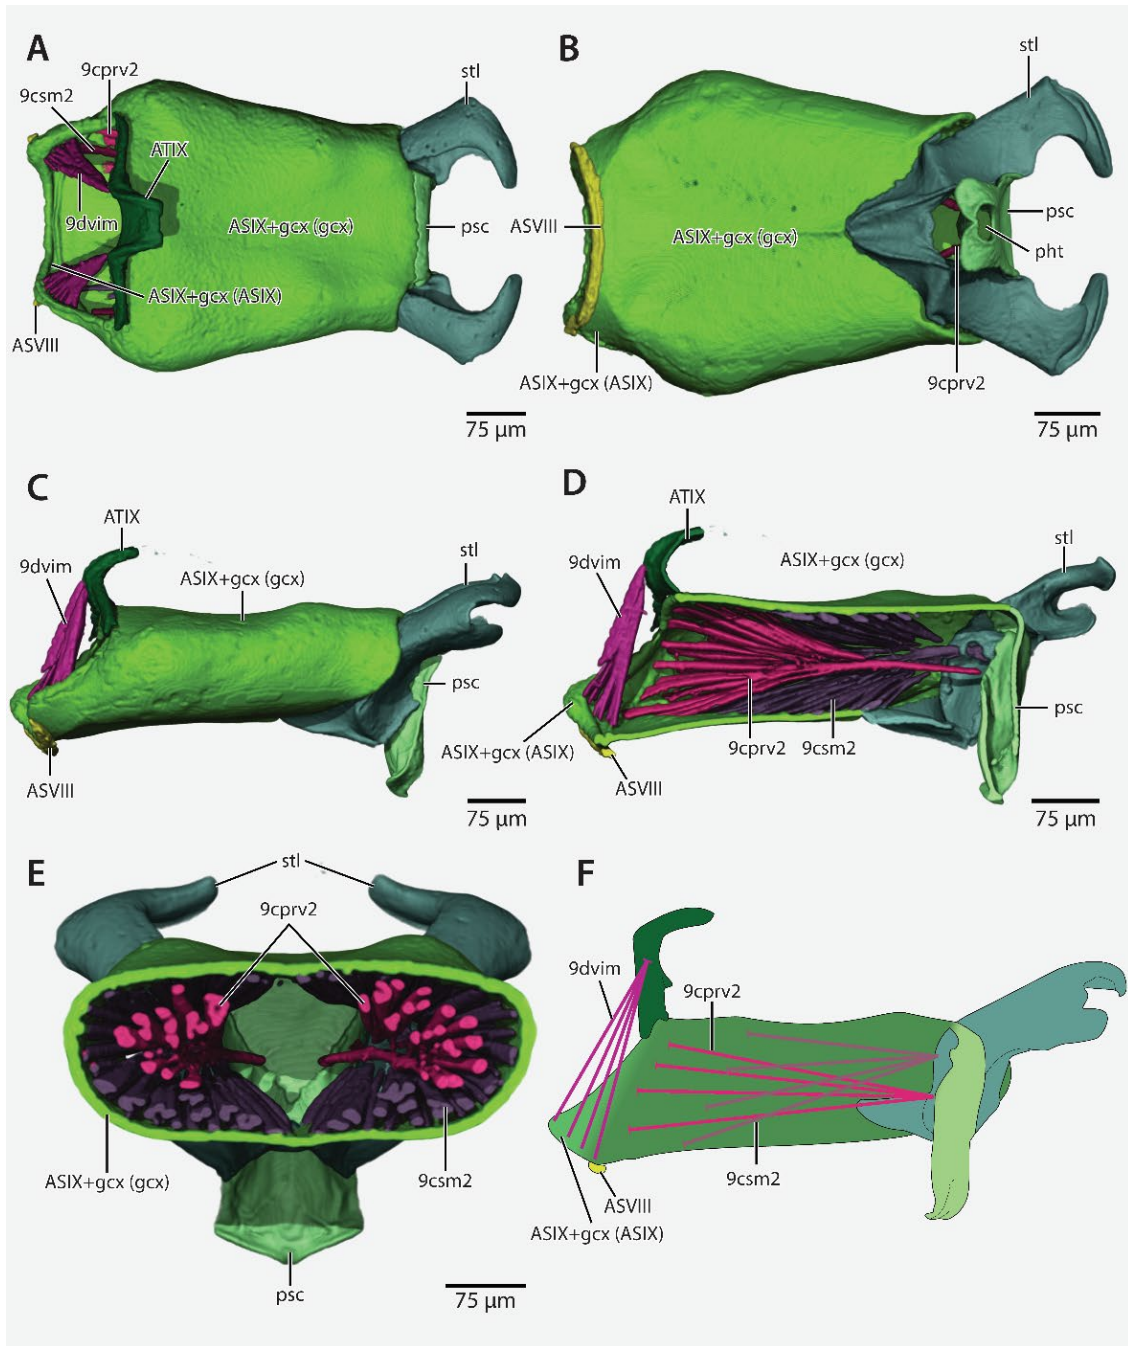 A
9cprv2
9csm2
stl
ATIX
9dvim
ASIX+gcx (gcx)
psc
ASIX+gcx (ASIX)
ASVIII
75 µm
B
stl
ASVIII
ASIX+gcx (gcx)
psc
pht
ASIX+gcx (ASIX)
9cprv2
75 µm
C
ATIX
9dvim
ASIX+gcx (gcx)
stl
psc
ASVIII
75 µm
D
ATIX
9dvim
ASIX+gcx (gcx)
stl
psc
ASIX+gcx (ASIX)
9cprv2
9csm2
ASVIII
75 µm
E
stl
9cprv2
ASIX+gcx (gcx)
9csm2
psc
75 µm
F
9dvim
9cprv2
9csm2
ASVIII
ASIX+gcx (ASIX)